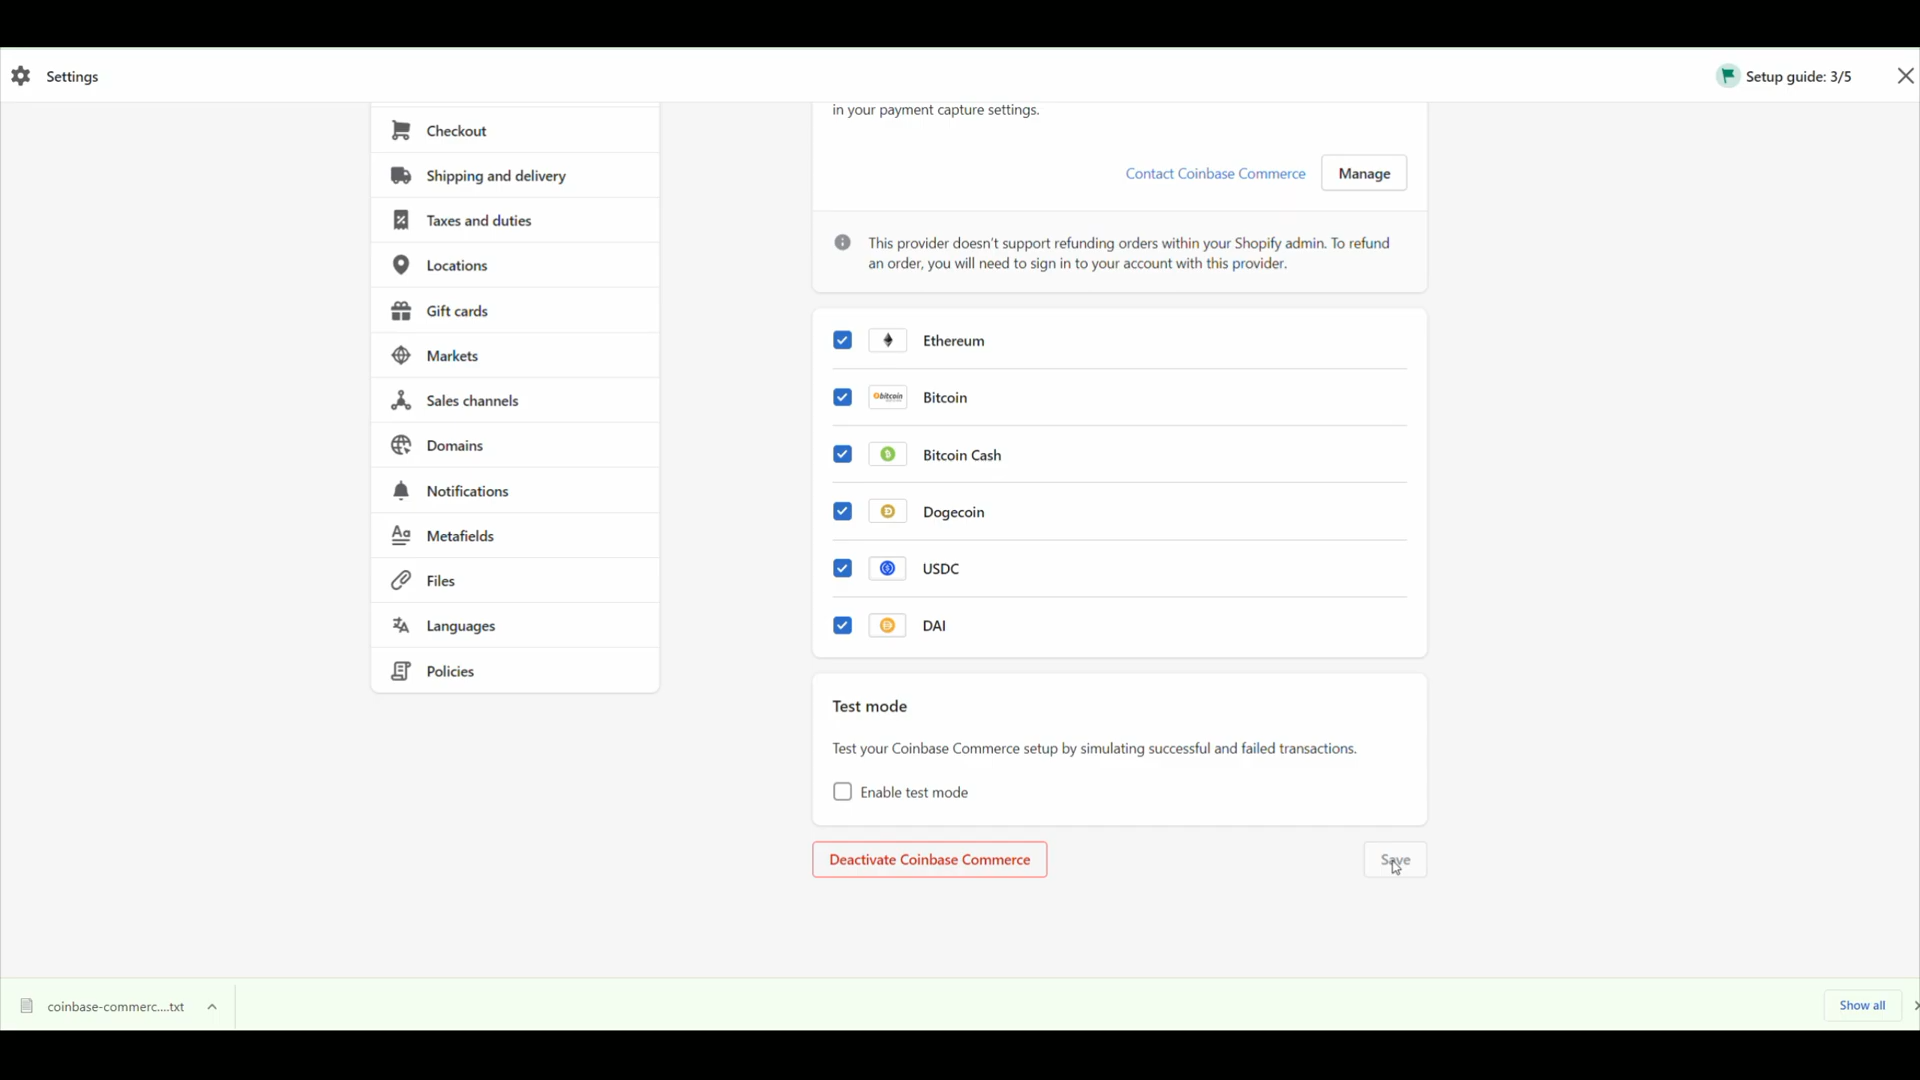 Settings
Setup guide: 3/5
Checkout
Shipping and delivery
Taxes and duties
Locations
Gift cards
Markets
Sales channels
Domains
Notifications
Metafields
Files
Languages
Policies
in your payment capture settings.
Contact Coinbase Commerce
Manage
This provider doesn't support refunding orders within your Shopify admin. To refund
an order, you will need to sign in to your account with this provider.
Ethereum
bitcoin
Bitcoin
Bitcoin Cash
Dogecoin
USDC
DAI
Test mode
Test your Coinbase Commerce setup by simulating successful and failed transactions.
Enable test mode
Deactivate Coinbase Commerce
Save
coinbase-commerc....txt
Show all